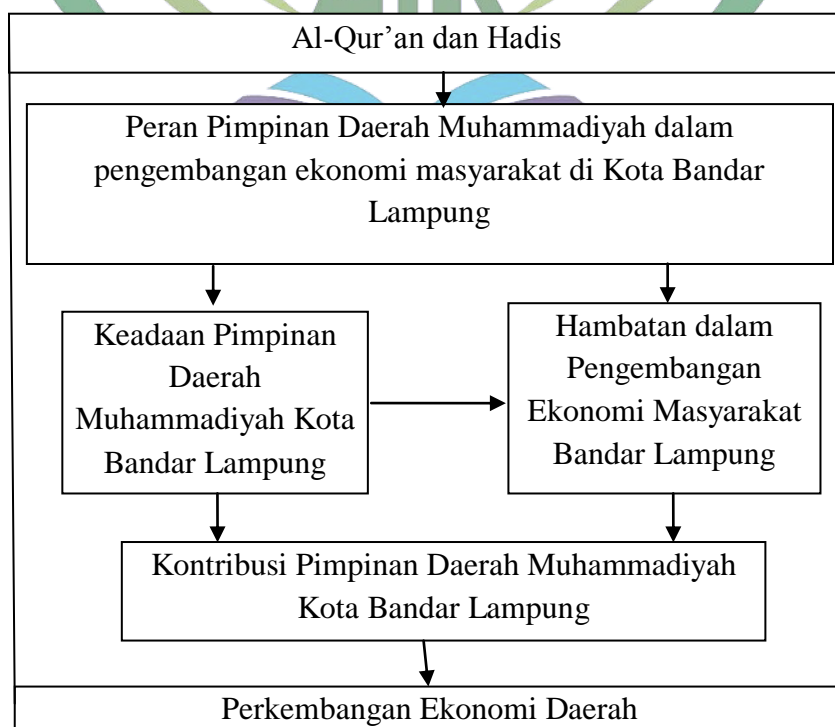 Al-Qur’an dan Hadis
Peran Pimpinan Daerah Muhammadiyah dalam
pengembangan ekonomi masyarakat di Kota Bandar
Lampung
Keadaan Pimpinan
Daerah
Muhammadiyah Kota
Bandar Lampung
Hambatan dalam
Pengembangan
Ekonomi Masyarakat
Bandar Lampung
Kontribusi Pimpinan Daerah Muhammadiyah
Kota Bandar Lampung
Perkembangan Ekonomi Daerah